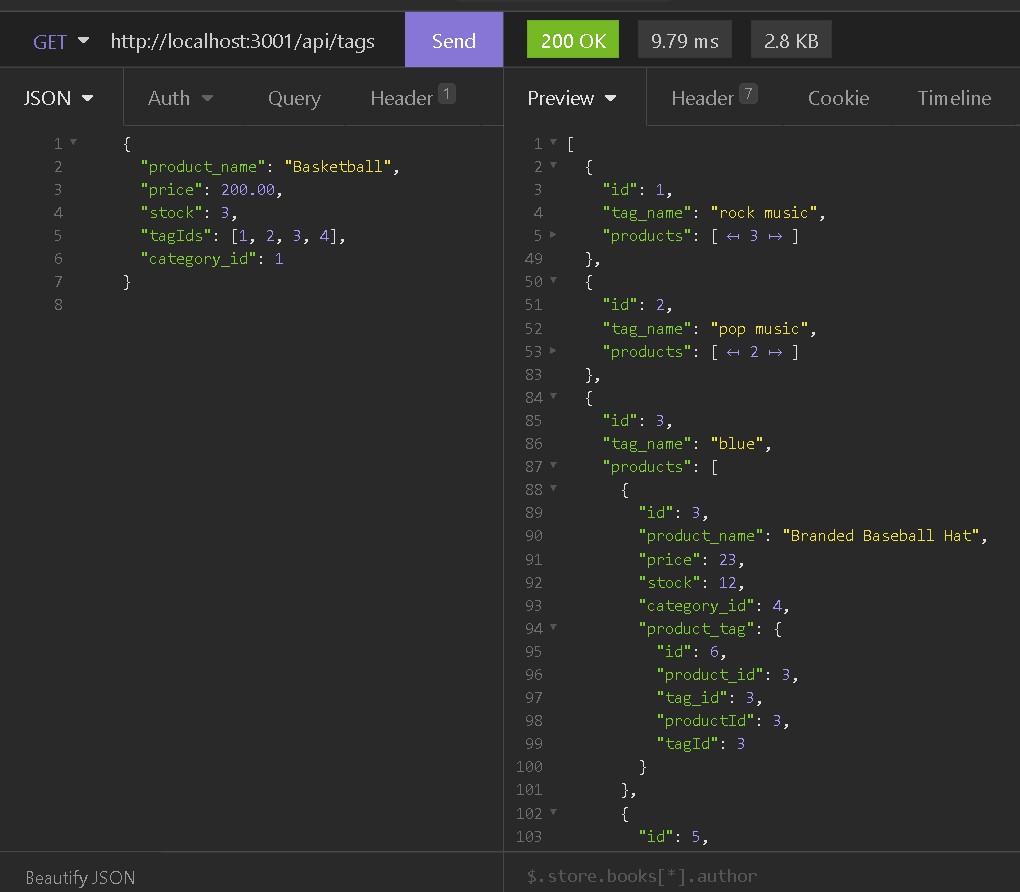 GET http://localhost:3001/api/tags Send 200 OK 9.79 ms 2.8 KB
JSON Auth Query Header 1 Preview Header 7 Cookie Timeline
1 {
2 "product_name": "Basketball",
3 "price": 200.00,
4 "stock": 3,
5 "tagIds": [1, 2, 3, 4],
6 "category_id": 1
7 }
8
1 [
2 {
3 "id": 1,
4 "tag_name": "rock music",
5 "products": [ ↤ 3 ↦ ]
49 },
50 {
51 "id": 2,
52 "tag_name": "pop music",
53 "products": [ ↤ 2 ↦ ]
83 },
84 {
85 "id": 3,
86 "tag_name": "blue",
87 "products": [
88 {
89 "id": 3,
90 "product_name": "Branded Baseball Hat",
91 "price": 23,
92 "stock": 12,
93 "category_id": 4,
94 "product_tag": {
95 "id": 6,
96 "product_id": 3,
97 "tag_id": 3,
98 "productId": 3,
99 "tagId": 3
100 }
101 },
102 {
103 "id": 5,
Beautify JSON
$.store.books[*].author